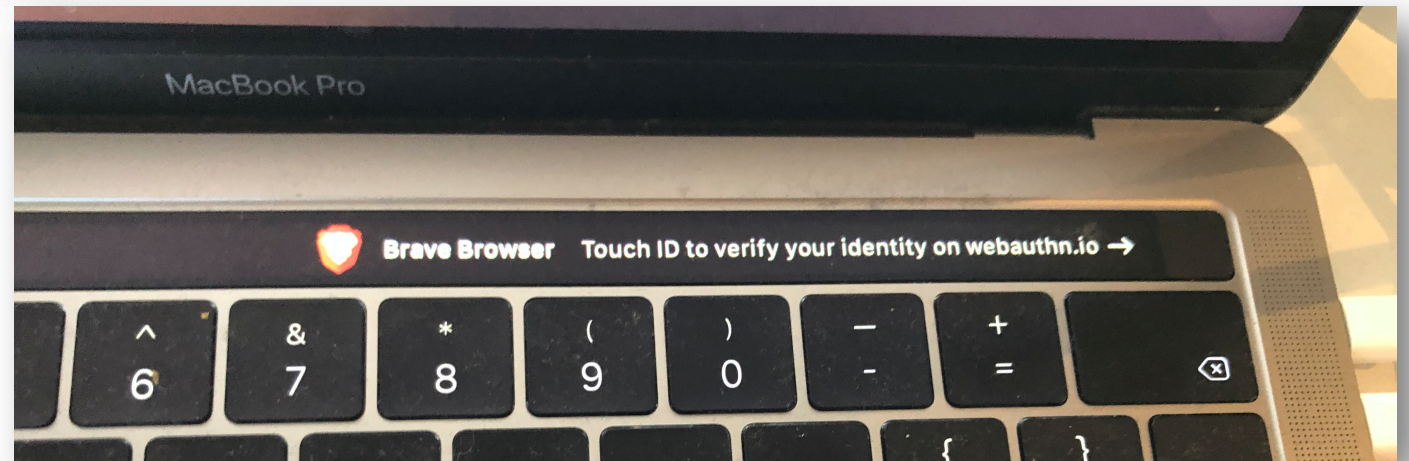 MacBook Pro
Brave Browser Touch ID to verify your identity on webauthn.io →
^ & * ( ) — +
6 7 8 9 0 - =
{ }